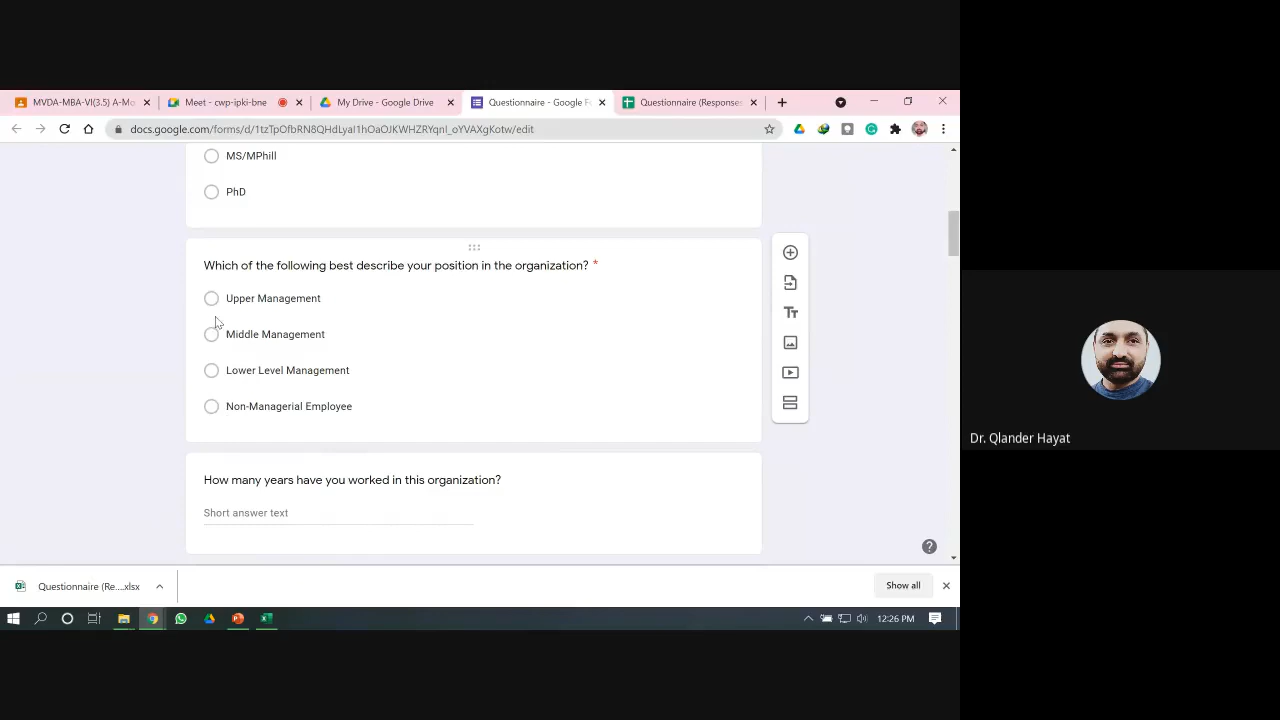 MVDA-MBA-VI(3.5) A-Mo
Meet - cwp-ipki-bne
My Drive - Google Drive
Questionnaire - Google Fo
Questionnaire (Responses
docs.google.com/forms/d/1tzTpOfbRN8QHdLyaI1hOaOJKWHZRYqnI_oYVAXgKotw/edit
MS/MPhill
PhD
Which of the following best describe your position in the organization? *
Upper Management
Middle Management
Lower Level Management
Non-Managerial Employee
How many years have you worked in this organization?
Short answer text
Tт
Dr. Qlander Hayat
Questionnaire (Re....xlsx
Show all
12:26 PM